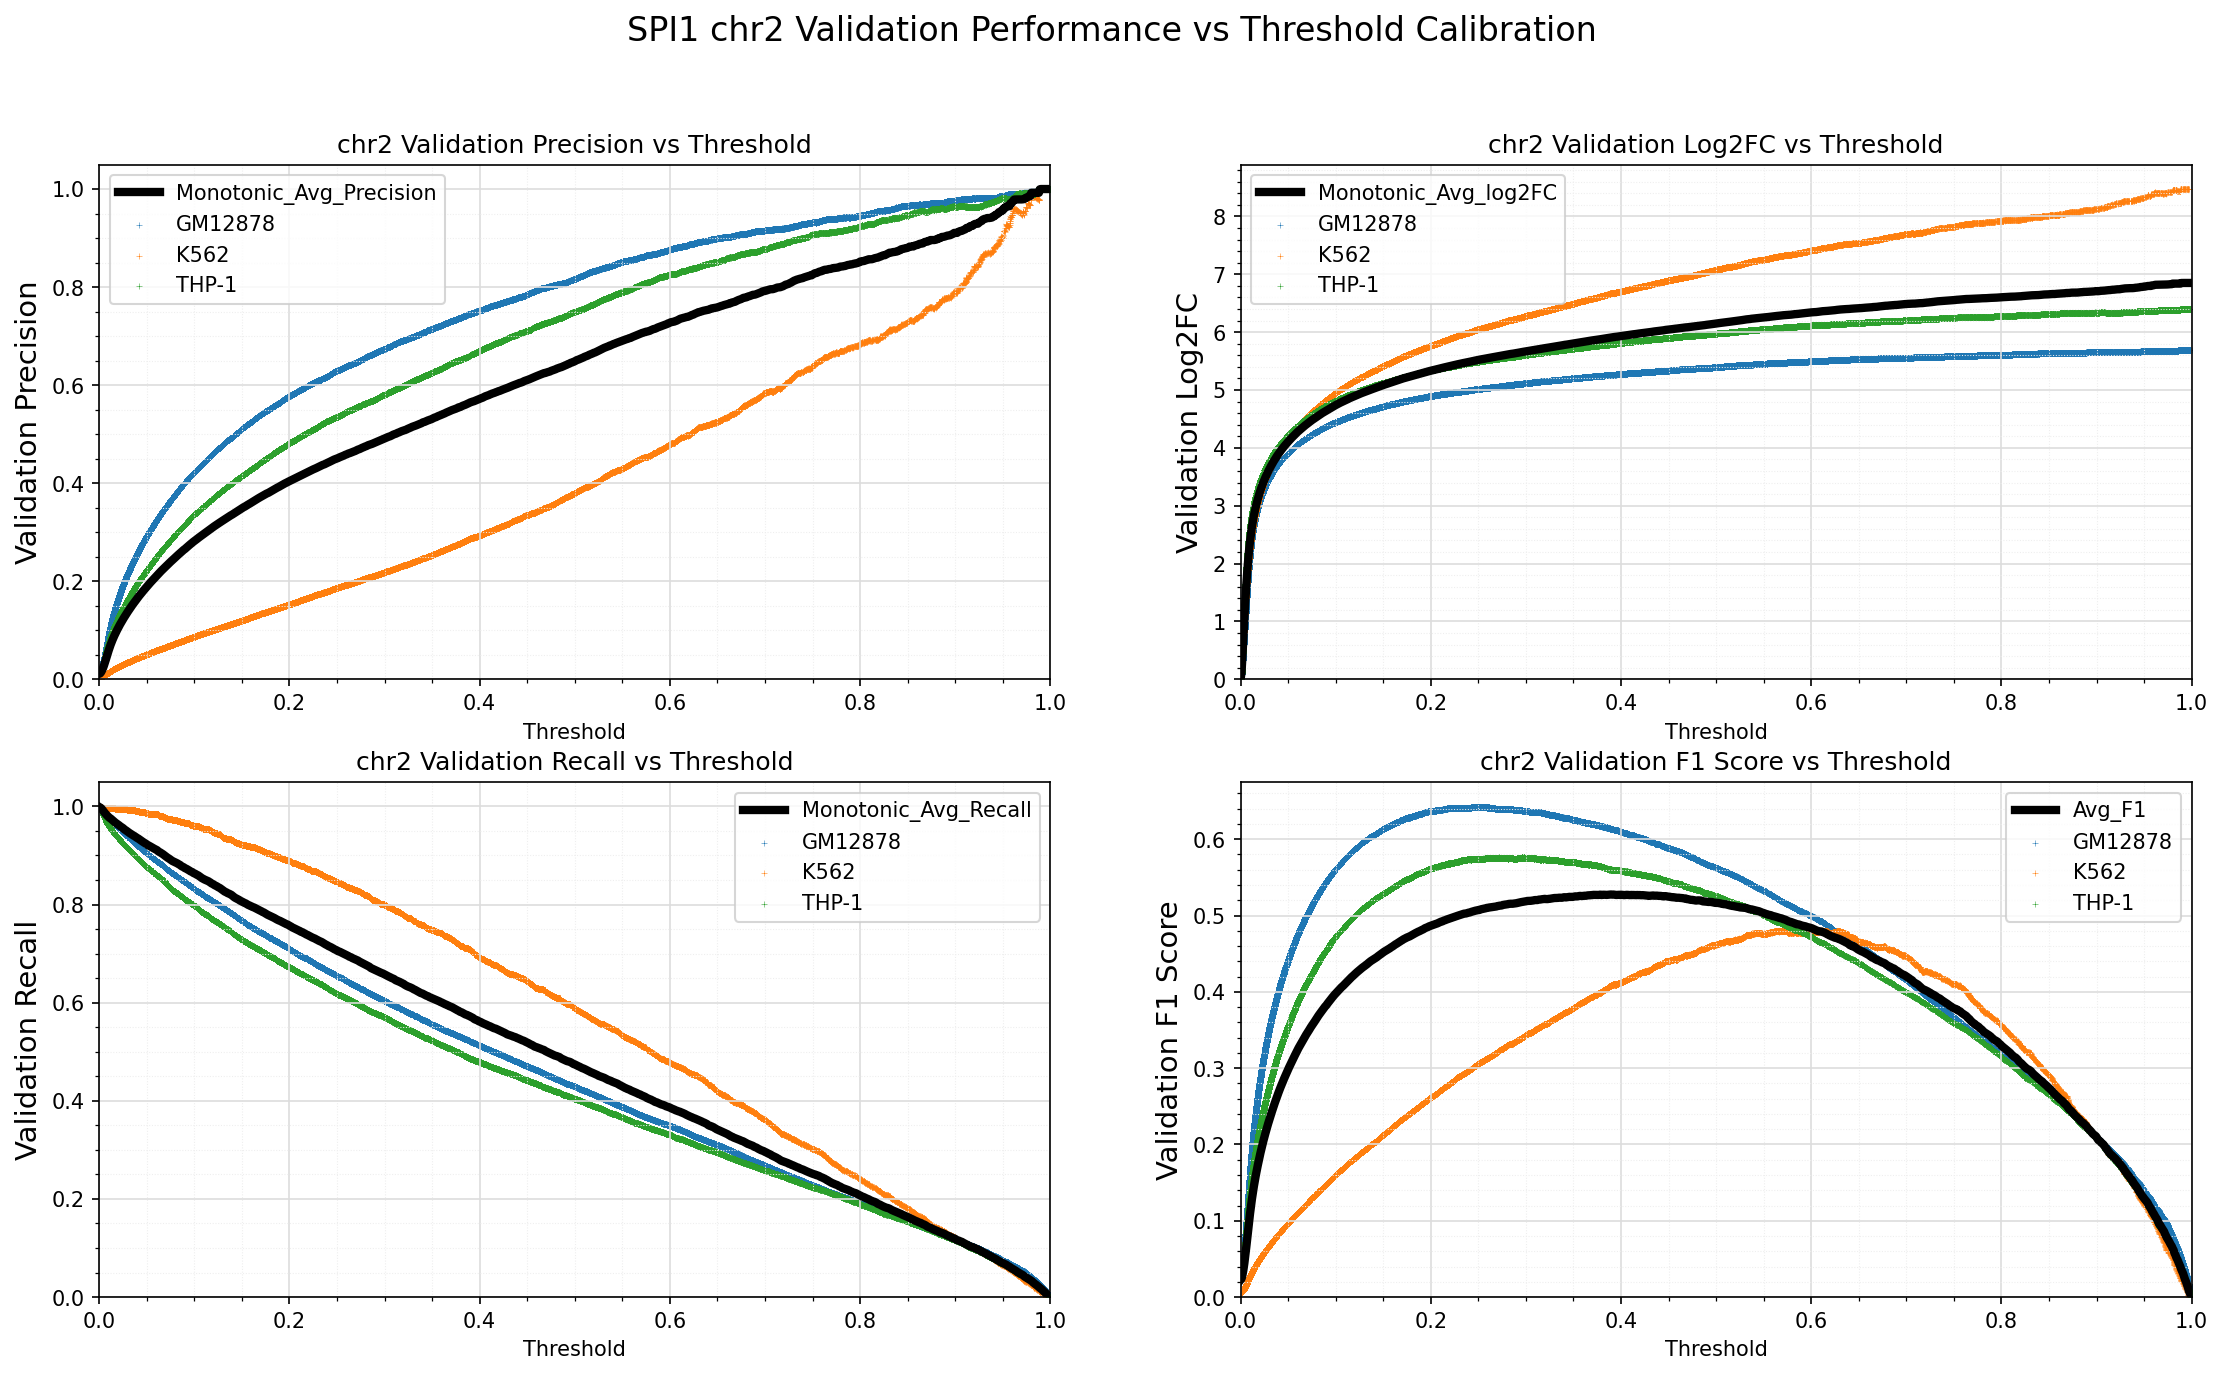 SPI1 chr2 Validation Performance vs Threshold Calibration
chr2 Validation Precision vs Threshold
Validation Precision
1.0
0.8
0.6
0.4
0.2
0.0
Monotonic_Avg_Precision
GM12878
K562
THP-1
0.0 0.2 0.4 0.6 0.8 1.0
Threshold
chr2 Validation Log2FC vs Threshold
Validation Log2FC
8
7
6
5
4
3
2
1
0
Monotonic_Avg_log2FC
GM12878
K562
THP-1
0.0 0.2 0.4 0.6 0.8 1.0
Threshold
chr2 Validation Recall vs Threshold
Validation Recall
1.0
0.8
0.6
0.4
0.2
0.0
Monotonic_Avg_Recall
GM12878
K562
THP-1
0.0 0.2 0.4 0.6 0.8 1.0
Threshold
chr2 Validation F1 Score vs Threshold
Validation F1 Score
0.6
0.5
0.4
0.3
0.2
0.1
0.0
Avg_F1
GM12878
K562
THP-1
0.0 0.2 0.4 0.6 0.8 1.0
Threshold